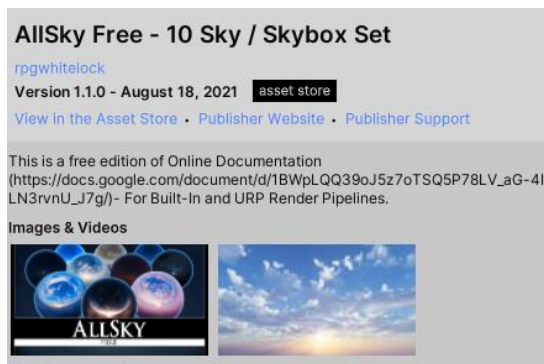 AllSky Free - 10 Sky / Skybox Set
rpgwhitelock
Version 1.1.0 - August 18, 2021 asset store
View in the Asset Store • Publisher Website • Publisher Support
This is a free edition of Online Documentation
(https://docs.google.com/document/d/1BWpLQQ39oJ5z7oTSQ5P78LV_aG-4I
LN3rvnU_J7g/)- For Built-In and URP Render Pipelines.
Images & Videos
ALLSKY